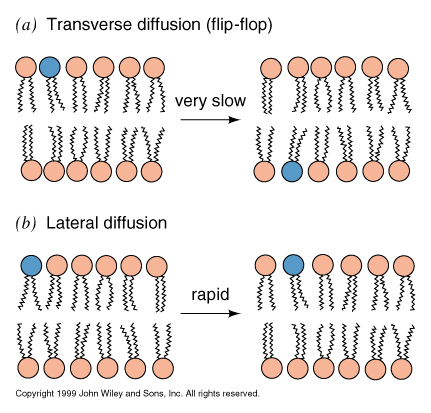 (a) Transverse diffusion (flip-flop)
very slow
(b) Lateral diffusion
rapid
Copyright 1999 John Wiley and Sons, Inc. All rights reserved.